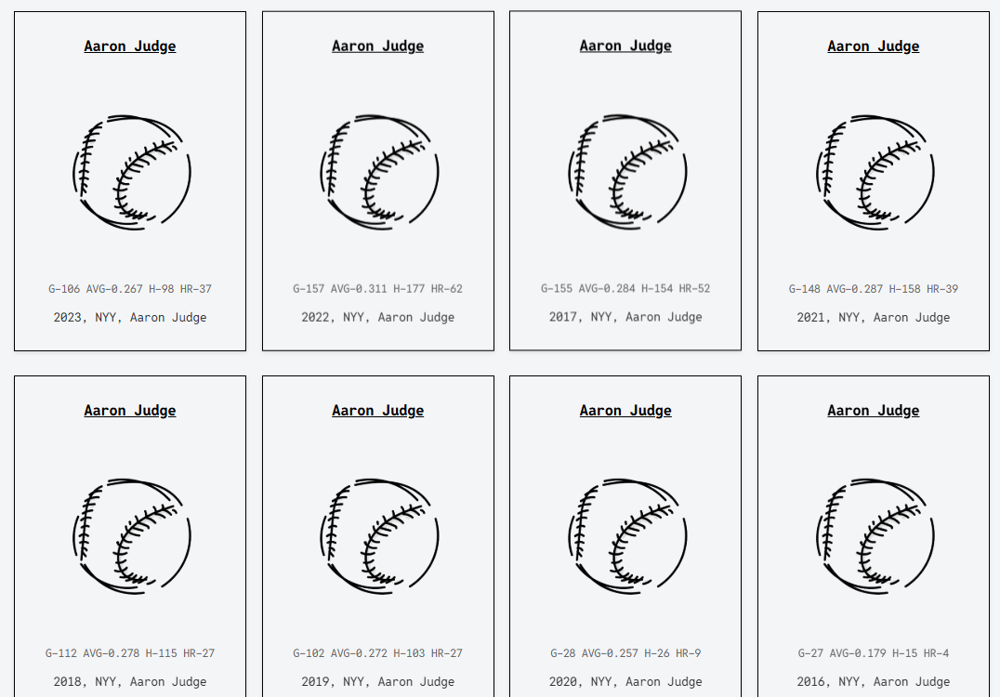 Aaron Judge
G-106 AVG-0.267 H-98 HR-37
2023, NYY, Aaron Judge
Aaron Judge
G-157 AVG-0.311 H-177 HR-62
2022, NYY, Aaron Judge
Aaron Judge
G-155 AVG-0.284 H-154 HR-52
2017, NYY, Aaron Judge
Aaron Judge
G-148 AVG-0.287 H-158 HR-39
2021, NYY, Aaron Judge
Aaron Judge
G-112 AVG-0.278 H-115 HR-27
2018, NYY, Aaron Judge
Aaron Judge
G-102 AVG-0.272 H-103 HR-27
2019, NYY, Aaron Judge
Aaron Judge
G-28 AVG-0.257 H-26 HR-9
2020, NYY, Aaron Judge
Aaron Judge
G-27 AVG-0.179 H-15 HR-4
2016, NYY, Aaron Judge